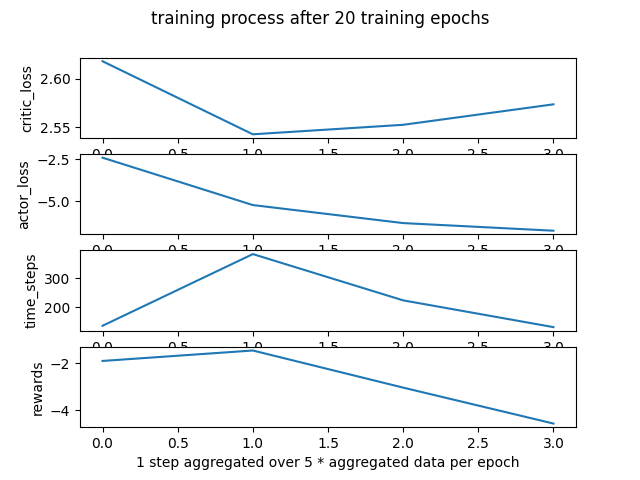 training process after 20 training epochs
critic_loss
2.60
2.55
0.0 0.5 1.0 1.5 2.0 2.5 3.0
actor_loss
−2.5
−5.0
0.0 0.5 1.0 1.5 2.0 2.5 3.0
time_steps
300
200
0.0 0.5 1.0 1.5 2.0 2.5 3.0
rewards
−2
−4
0.0 0.5 1.0 1.5 2.0 2.5 3.0
1 step aggregated over 5 * aggregated data per epoch